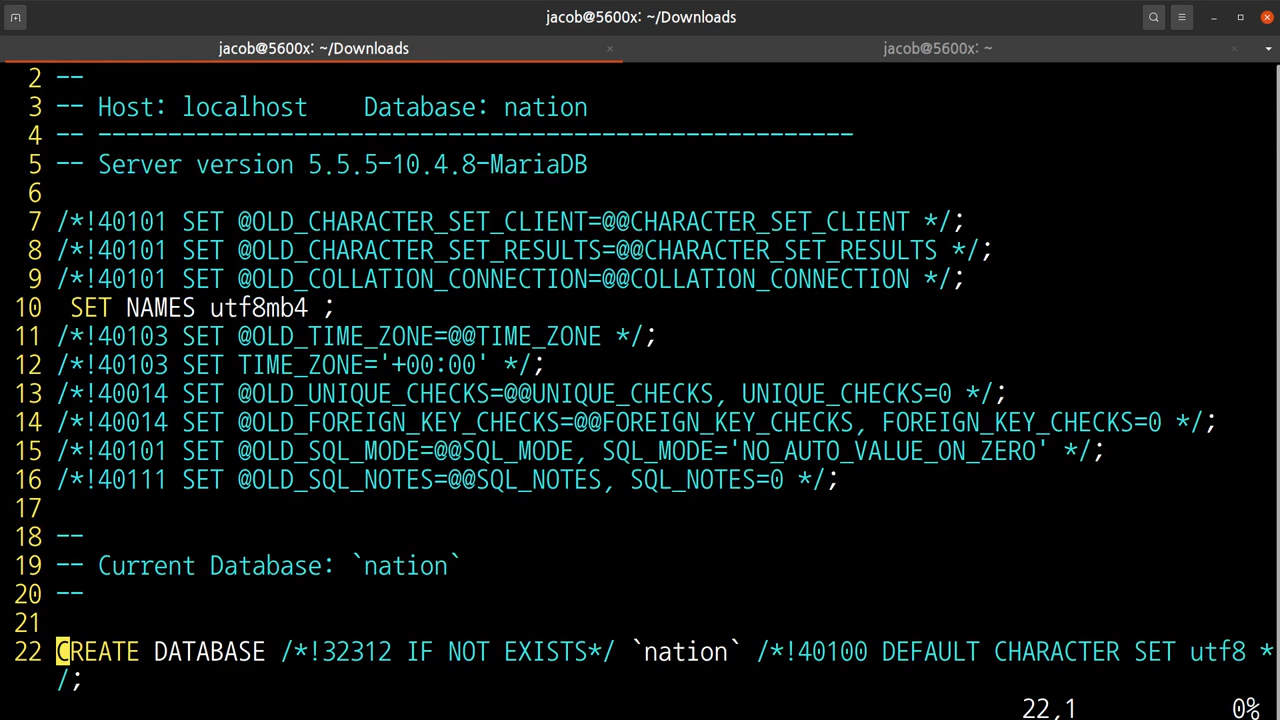 jacob@5600x: ~/Downloads
jacob@5600x: ~/Downloads × jacob@5600x: ~ ×
2 --
3 -- Host: localhost    Database: nation
4 -- ------------------------------------------------------
5 -- Server version 5.5.5-10.4.8-MariaDB
6
7 /*!40101 SET @OLD_CHARACTER_SET_CLIENT=@@CHARACTER_SET_CLIENT */;
8 /*!40101 SET @OLD_CHARACTER_SET_RESULTS=@@CHARACTER_SET_RESULTS */;
9 /*!40101 SET @OLD_COLLATION_CONNECTION=@@COLLATION_CONNECTION */;
10  SET NAMES utf8mb4 ;
11 /*!40103 SET @OLD_TIME_ZONE=@@TIME_ZONE */;
12 /*!40103 SET TIME_ZONE='+00:00' */;
13 /*!40014 SET @OLD_UNIQUE_CHECKS=@@UNIQUE_CHECKS, UNIQUE_CHECKS=0 */;
14 /*!40014 SET @OLD_FOREIGN_KEY_CHECKS=@@FOREIGN_KEY_CHECKS, FOREIGN_KEY_CHECKS=0 */;
15 /*!40101 SET @OLD_SQL_MODE=@@SQL_MODE, SQL_MODE='NO_AUTO_VALUE_ON_ZERO' */;
16 /*!40111 SET @OLD_SQL_NOTES=@@SQL_NOTES, SQL_NOTES=0 */;
17
18 --
19 -- Current Database: `nation`
20 --
21
22 CREATE DATABASE /*!32312 IF NOT EXISTS*/ `nation` /*!40100 DEFAULT CHARACTER SET utf8 *
/;
22,1 0%